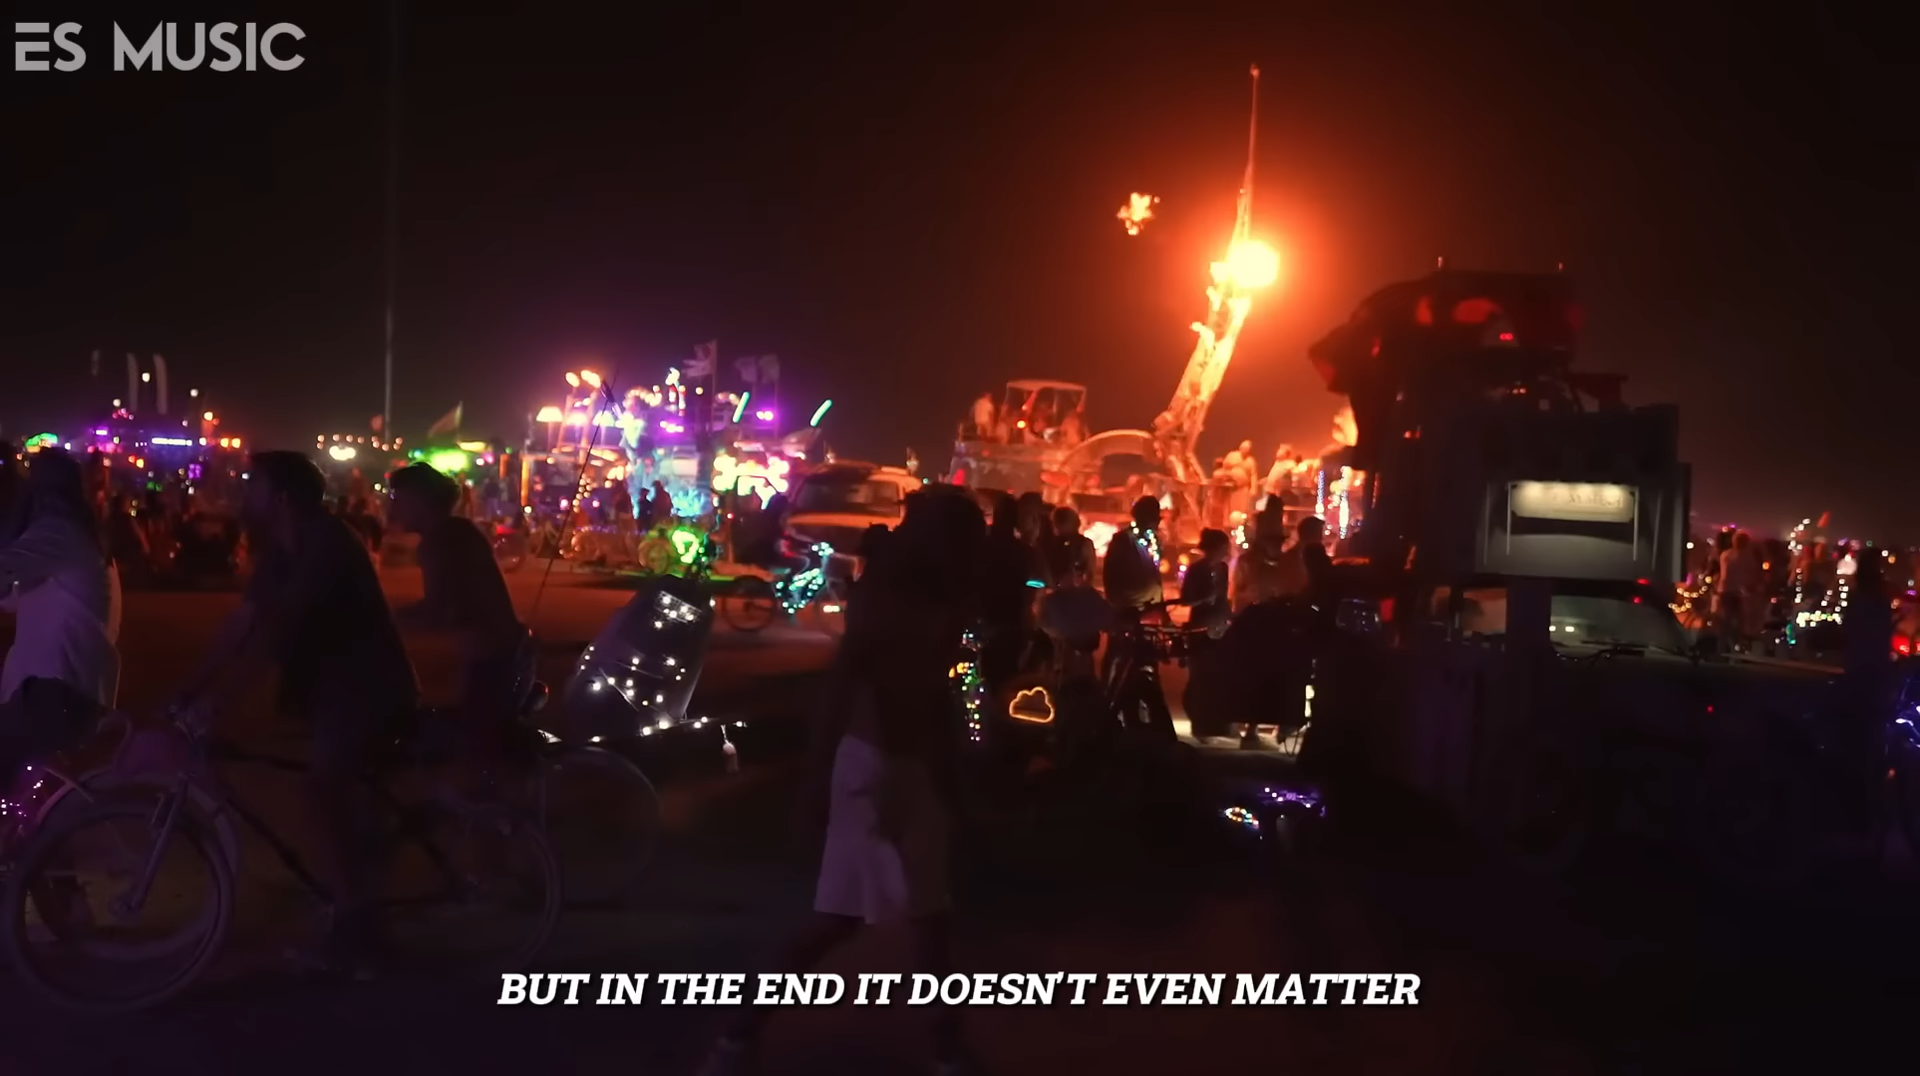 ES MUSIC
BUT IN THE END IT DOESN'T EVEN MATTER